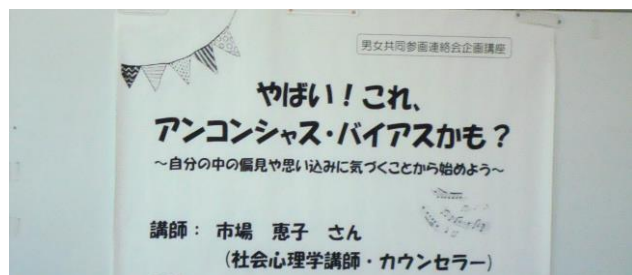 男女共同参画連絡会企画講座
やばい！これ、
アンコンシャス・バイアスかも？
～自分の中の偏見や思い込みに気づくことから始めよう～
講師： 市場 恵子 さん
（社会心理学講師・カウンセラー）